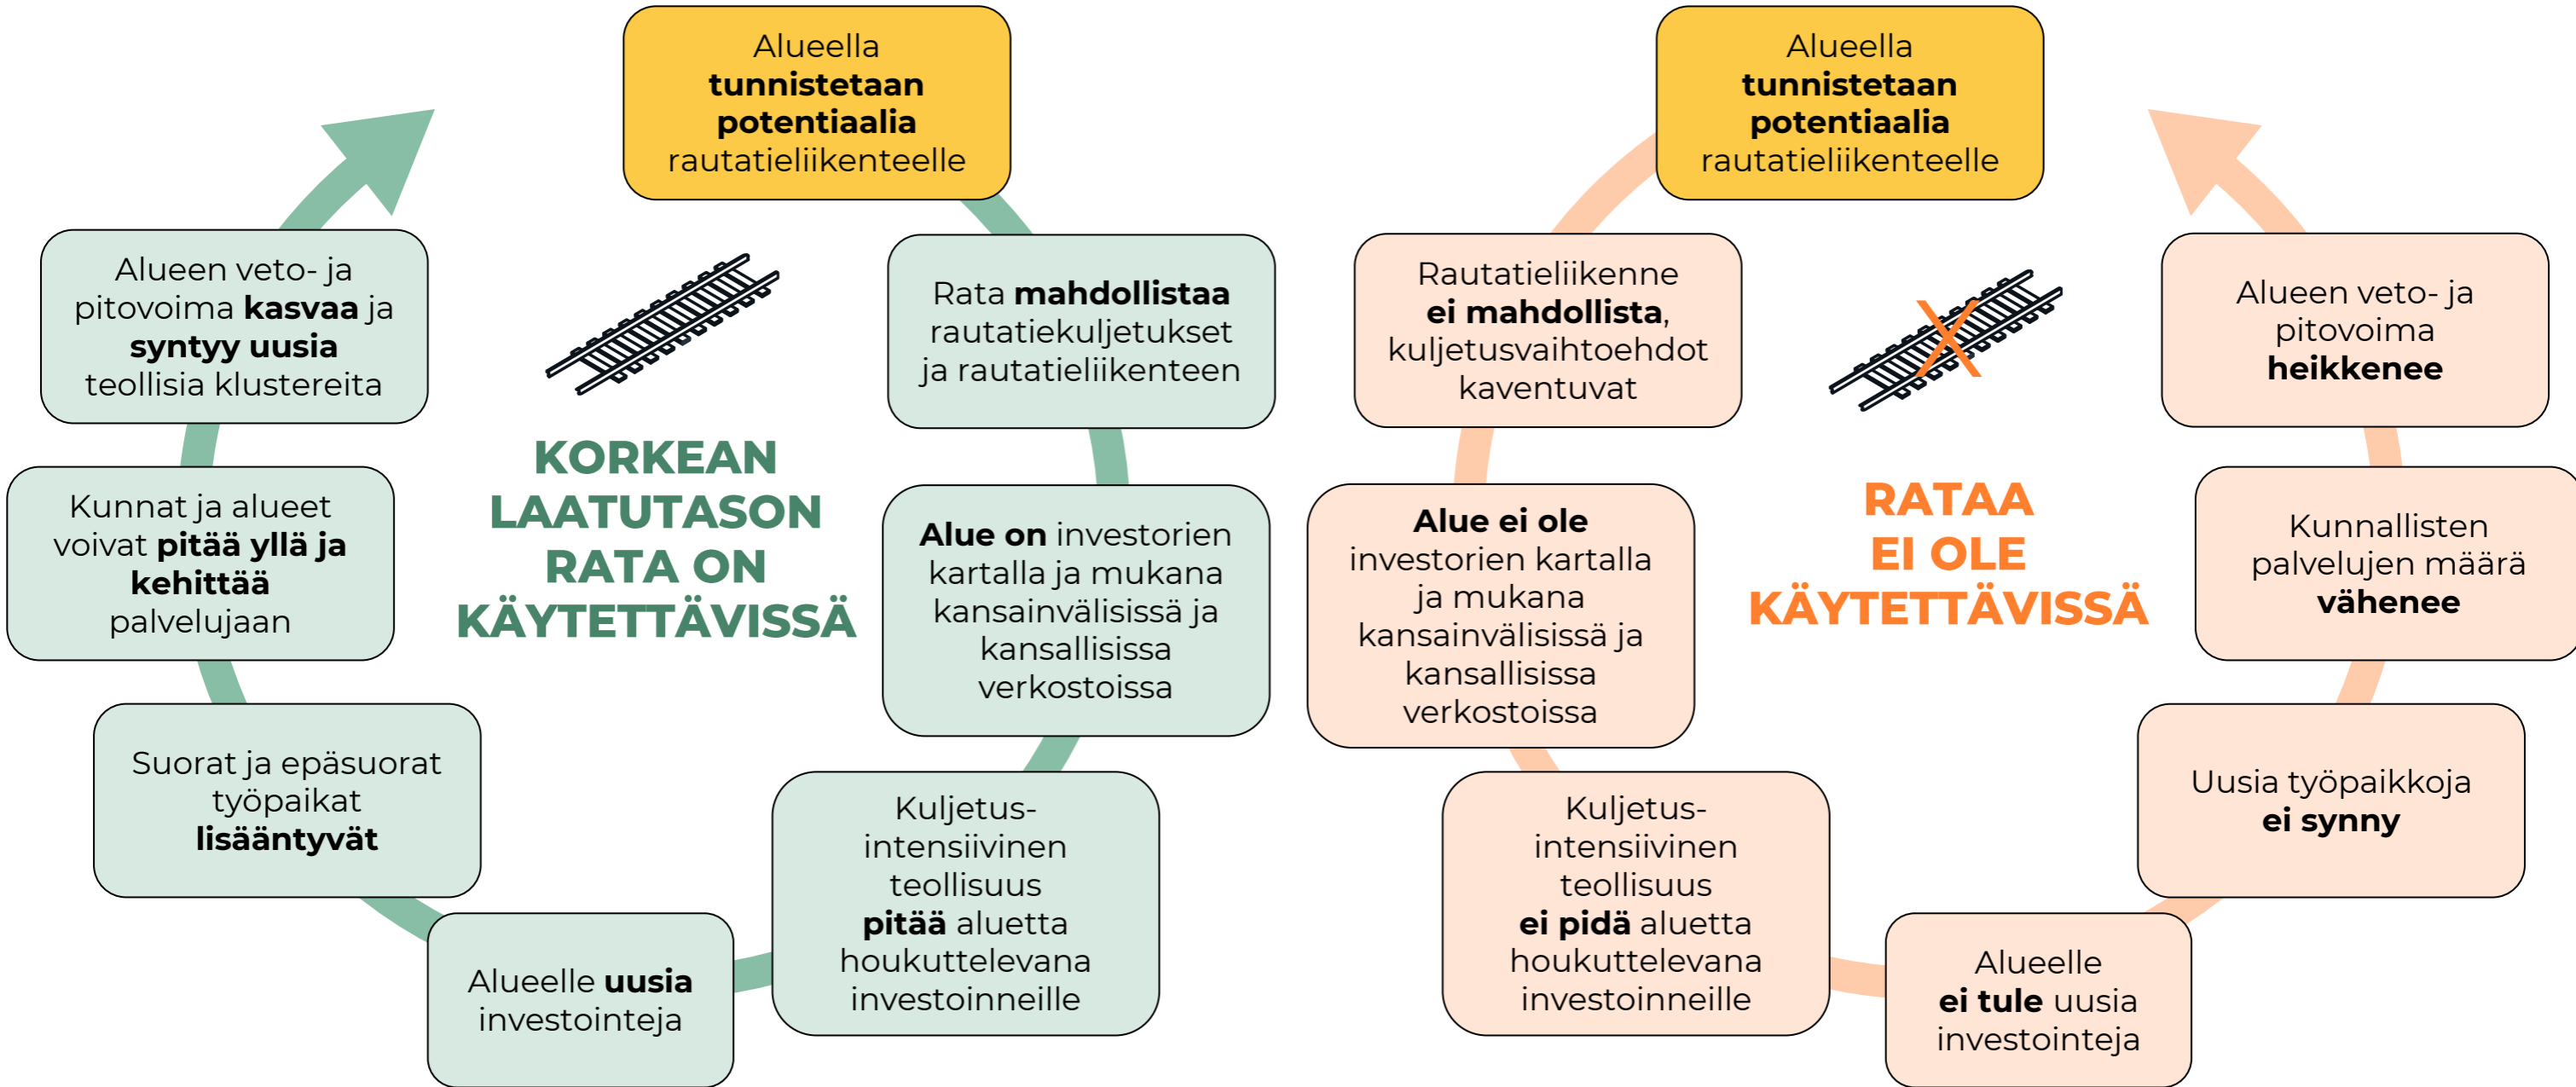 Alueella
tunnistetaan
potentiaalia
rautatieliikenteelle
Rata mahdollistaa
rautatiekuljetukset
ja rautatieliikenteen
Alue on investorien
kartalla ja mukana
kansainvälisissä ja
kansallisissa
verkostoissa
Kuljetus-
intensiivinen
teollisuus
pitää aluetta
houkuttelevana
investoinneille
Alueelle uusia
investointeja
Suorat ja epäsuorat
työpaikat
lisääntyvät
Kunnat ja alueet
voivat pitää yllä ja
kehittää
palvelujaan
Alueen veto- ja
pitovoima kasvaa ja
syntyy uusia
teollisia klustereita
KORKEAN
LAATUTASON
RATA ON
KÄYTETTÄVISSÄ
Alueella
tunnistetaan
potentiaalia
rautatieliikenteelle
Rautatieliikenne
ei mahdollista,
kuljetusvaihtoehdot
kaventuvat
Alue ei ole
investorien kartalla
ja mukana
kansainvälisissä ja
kansallisissa
verkostoissa
Kuljetus-
intensiivinen
teollisuus
ei pidä aluetta
houkuttelevana
investoinneille
Alueelle
ei tule uusia
investointeja
Uusia työpaikkoja
ei synny
Kunnallisten
palvelujen määrä
vähenee
Alueen veto- ja
pitovoima
heikkenee
RATAA
EI OLE
KÄYTETTÄVISSÄ